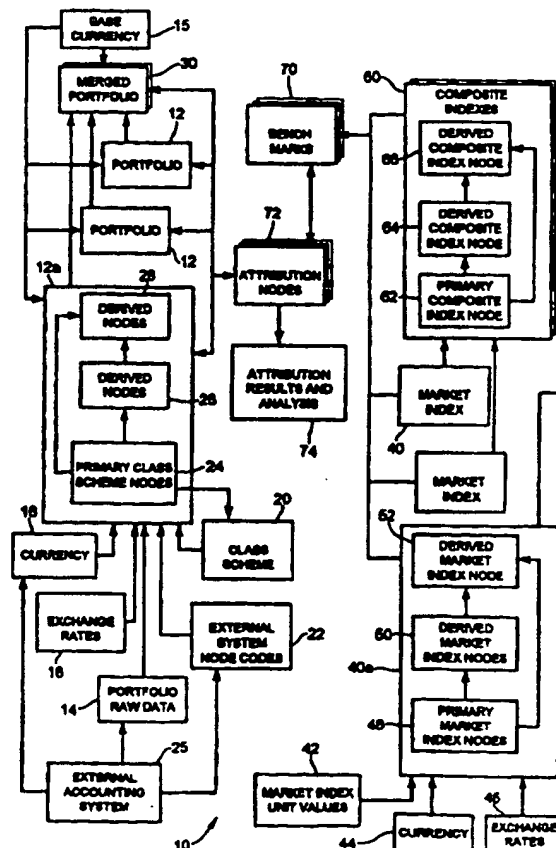 BASE
CURRENCY
15
MERGED
PORTFOLIO
30
12
PORTFOLIO
PORTFOLIO
12
12a
28
DERIVED
NODES
DERIVED
NODES
26
PRIMARY CLASS
SCHEME NODES
24
16
CURRENCY
20
CLASS
SCHEME
EXCHANGE
RATES
18
EXTERNAL
SYSTEM
NODE CODES
22
14
PORTFOLIO
RAW DATA
25
EXTERNAL
ACCOUNTING
SYSTEM
10
70
BENCH
MARKS
72
ATTRIBUTION
NODES
ATTRIBUTION
RESULTS AND
ANALYSIS
74
60
COMPOSITE
INDEXES
DERIVED
COMPOSITE
INDEX NODE
66
DERIVED
COMPOSITE
INDEX NODE
64
PRIMARY
COMPOSITE
INDEX NODE
62
MARKET
INDEX
40
MARKET
INDEX
52
DERIVED
MARKET
INDEX NODE
DERIVED
MARKET
INDEX NODES
50
40a
PRIMARY
MARKET
INDEX NODES
48
42
MARKET INDEX
UNIT VALUES
44
CURRENCY
46
EXCHANGE
RATES